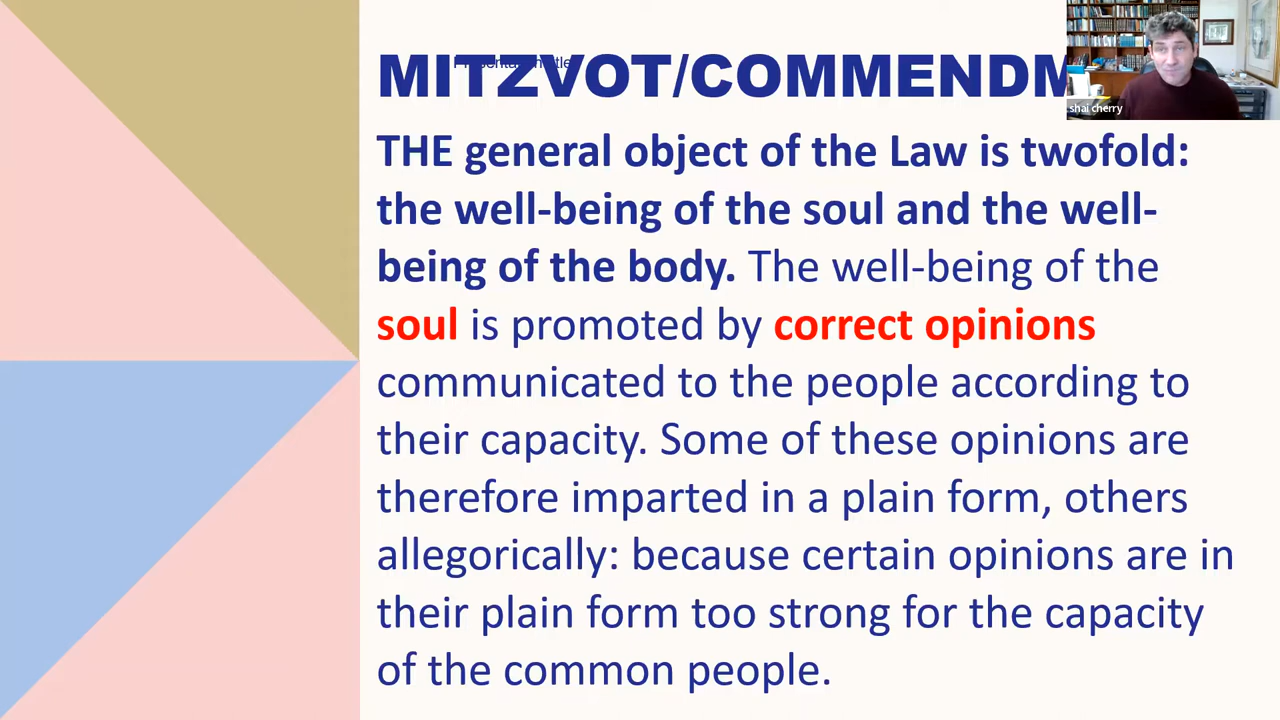 MITZVOT/COMMENDM
shai cherry
THE general object of the Law is twofold:
the well-being of the soul and the well-
being of the body. The well-being of the
soul is promoted by correct opinions
communicated to the people according to
their capacity. Some of these opinions are
therefore imparted in a plain form, others
allegorically: because certain opinions are in
their plain form too strong for the capacity
of the common people.